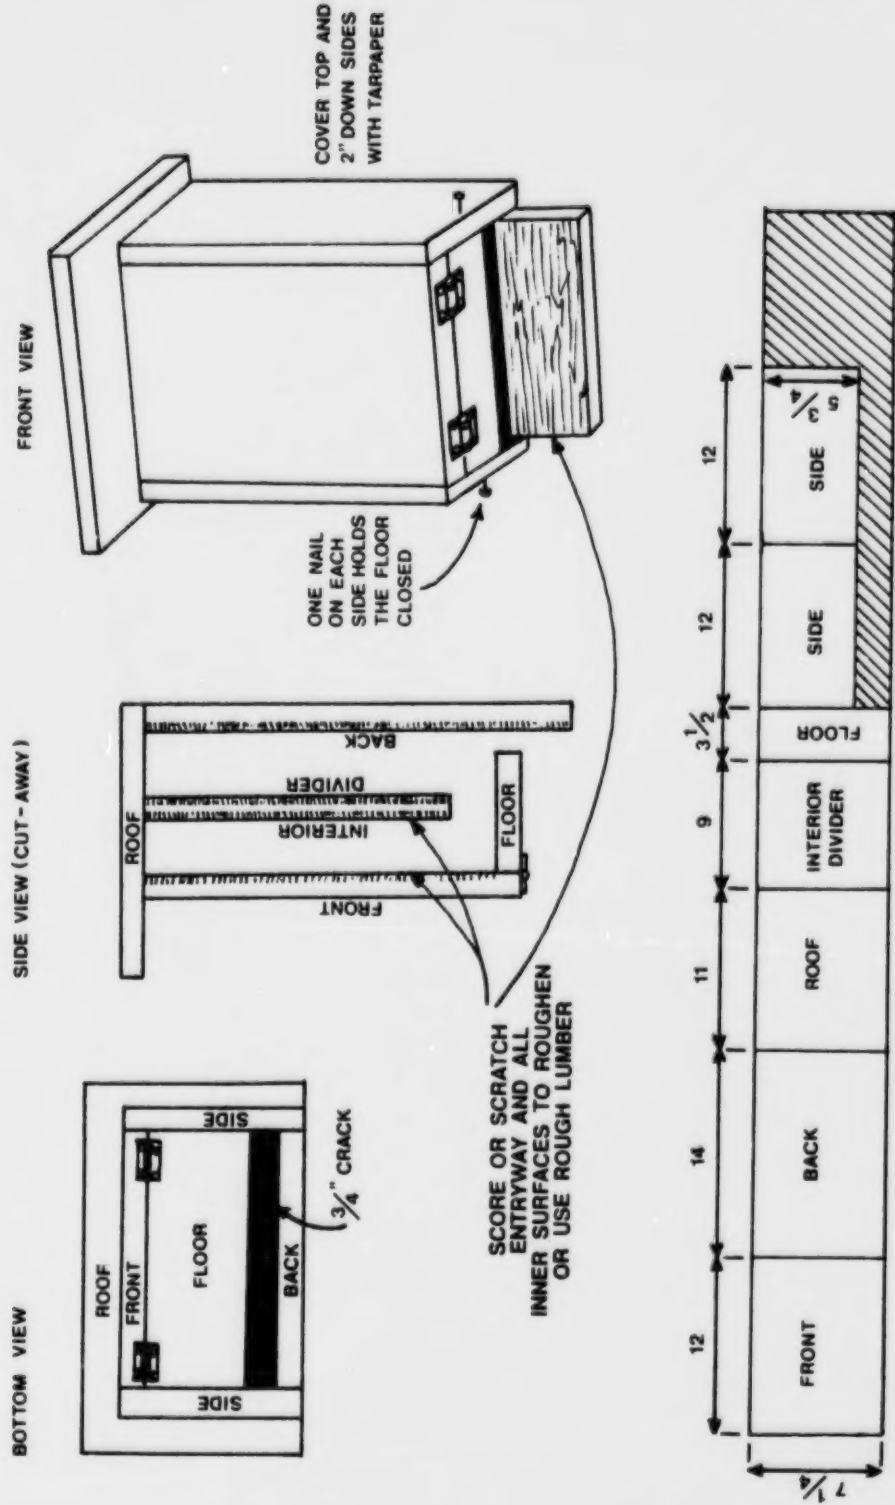 BOTTOM VIEW
ROOF
FRONT
FLOOR
BACK
SIDE
SIDE
3/4" CRACK
SIDE VIEW (CUT-AWAY)
ROOF
FRONT
INTERIOR
DIVIDER
BACK
FLOOR
SCORE OR SCRATCH
ENTRYWAY AND ALL
INNER SURFACES TO ROUGHEN
OR USE ROUGH LUMBER
FRONT VIEW
ONE NAIL
ON EACH
SIDE HOLDS
THE FLOOR
CLOSED
COVER TOP AND
2" DOWN SIDES
WITH TARPAPER
7 1/4
12
14
11
9
3 1/2
12
12
FRONT
BACK
ROOF
INTERIOR
DIVIDER
FLOOR
SIDE
SIDE
5 3/4